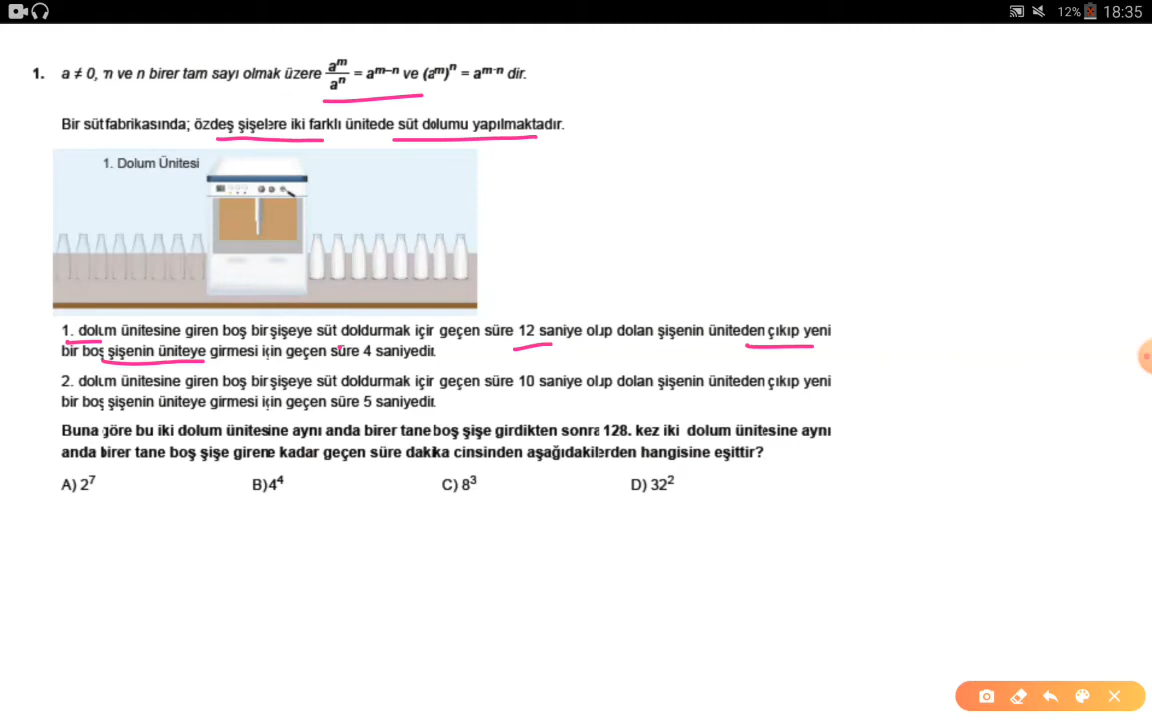 12% 18:35
1. a ≠ 0, m ve n birer tam sayı olmak üzere a^m/a^n = a^m–n ve (a^m)^n = a^m·n dir.
Bir süt fabrikasında; özdeş şişelere iki farklı ünitede süt dolumu yapılmaktadır.
1. Dolum Ünitesi
1. dolum ünitesine giren boş bir şişeye süt doldurmak için geçen süre 12 saniye olup dolan şişenin üniteden çıkıp yeni
bir boş şişenin üniteye girmesi için geçen süre 4 saniyedir.
2. dolum ünitesine giren boş bir şişeye süt doldurmak için geçen süre 10 saniye olup dolan şişenin üniteden çıkıp yeni
bir boş şişenin üniteye girmesi için geçen süre 5 saniyedir.
Buna göre bu iki dolum ünitesine aynı anda birer tane boş şişe girdikten sonra 128. kez iki dolum ünitesine aynı
anda birer tane boş şişe girene kadar geçen süre dakika cinsinden aşağıdakilerden hangisine eşittir?
A) 2⁷ B) 4⁴ C) 8³ D) 32²